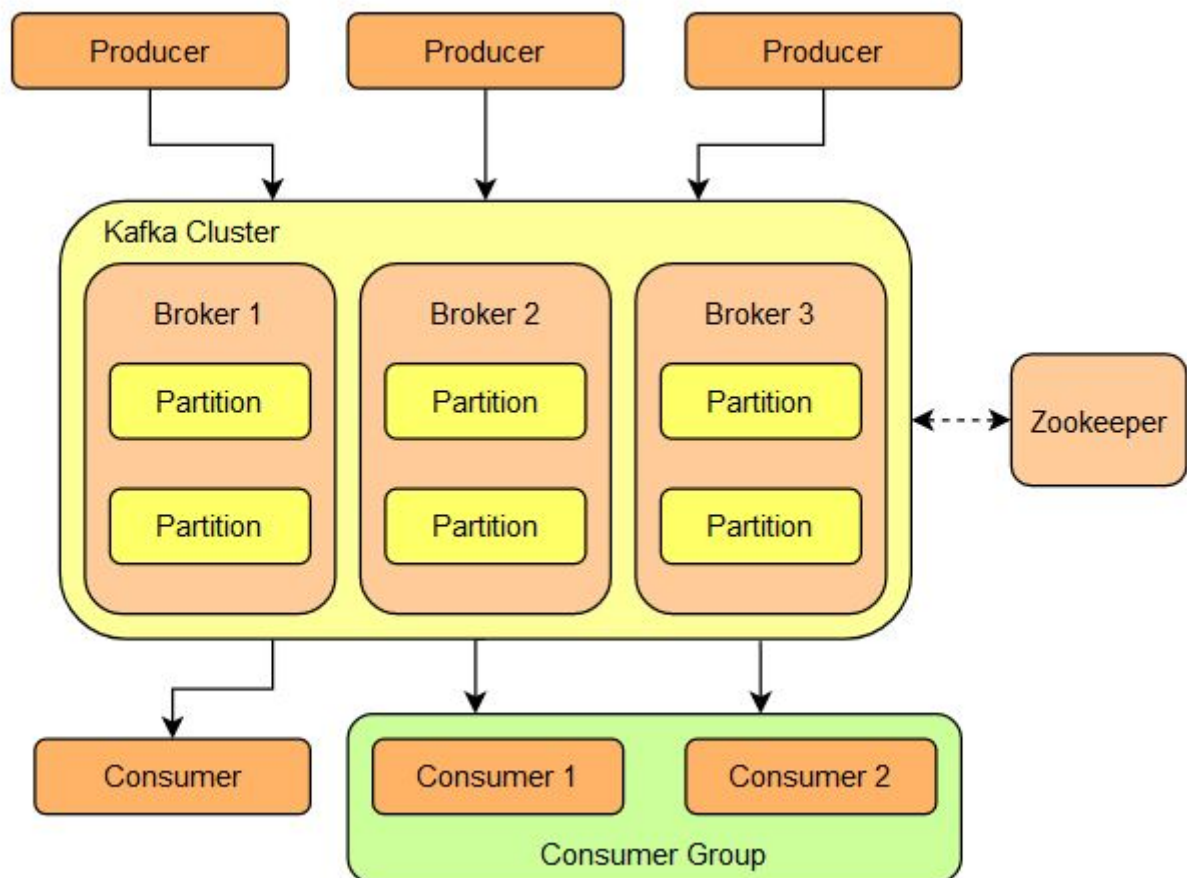 Producer
Producer
Producer
Kafka Cluster
Broker 1
Broker 2
Broker 3
Partition
Partition
Partition
Zookeeper
Partition
Partition
Partition
Consumer
Consumer 1
Consumer 2
Consumer Group